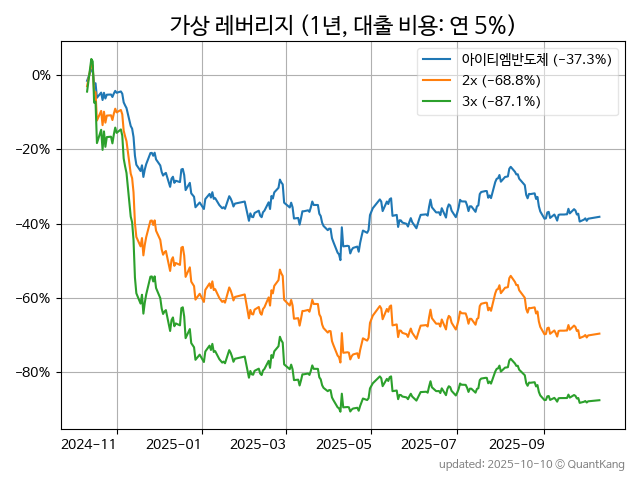 가상 레버리지 (1년, 대출 비용: 연 5%)
아이티엠반도체 (−37.3%)
2x (−68.8%)
3x (−87.1%)
0%
−20%
−40%
−60%
−80%
2024−11 2025−01 2025−03 2025−05 2025−07 2025−09
updated: 2025-10-10 © QuantKang